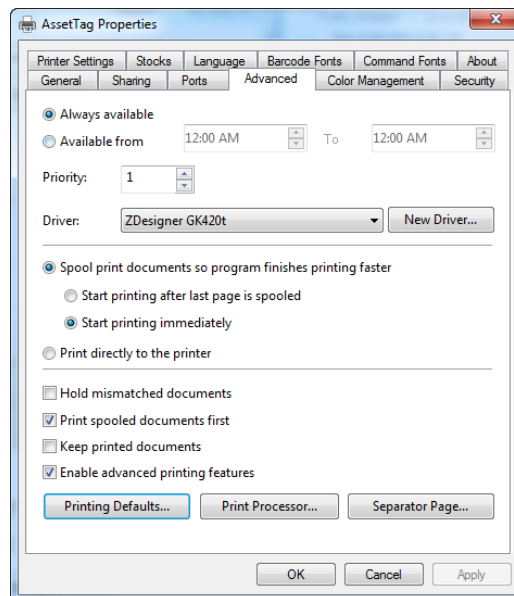 AssetTag Properties
Printer Settings Stocks Language Barcode Fonts Command Fonts About
General Sharing Ports Advanced Color Management Security
Always available
Available from 12:00 AM To 12:00 AM
Priority: 1
Driver: ZDesigner GK420t New Driver...
Spool print documents so program finishes printing faster
Start printing after last page is spooled
Start printing immediately
Print directly to the printer
Hold mismatched documents
Print spooled documents first
Keep printed documents
Enable advanced printing features
Printing Defaults... Print Processor... Separator Page...
OK Cancel Apply